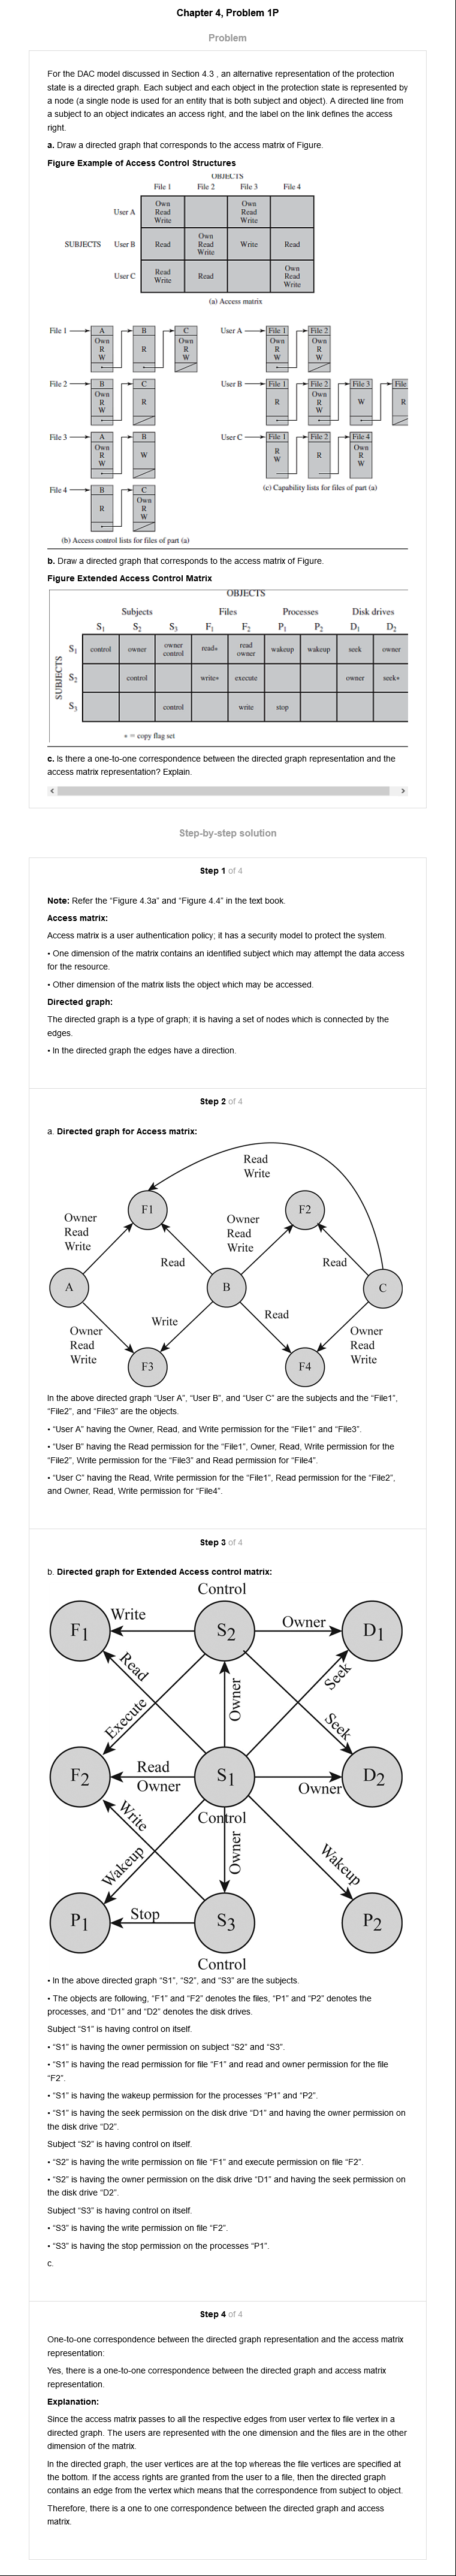 Chapter 4, Problem 1P
Problem
For the DAC model discussed in Section 4.3 , an alternative representation of the protection
state is a directed graph. Each subject and each object in the protection state is represented by
a node (a single node is used for an entity that is both subject and object). A directed line from
a subject to an object indicates an access right, and the label on the link defines the access
right.
a. Draw a directed graph that corresponds to the access matrix of Figure.
Figure Example of Access Control Structures
OBJECTS
File 1 File 2 File 3 File 4
User A Own Read Write Own Read Write
SUBJECTS User B Read Own Read Write Write Read
User C Read Write Read Own Read Write
(a) Access matrix
File 1 A Own R W B R C Own R W
User A File 1 Own R W File 2 Own R W
File 2 B Own R W C R
User B File 1 R File 2 Own R W File 3 W File R
File 3 A Own R W B W
User C File 1 R W File 2 R File 4 Own R W
File 4 B R C Own R W
(c) Capability lists for files of part (a)
(b) Access control lists for files of part (a)
b. Draw a directed graph that corresponds to the access matrix of Figure.
Figure Extended Access Control Matrix
OBJECTS
Subjects Files Processes Disk drives
S1 S2 S3 F1 F2 P1 P2 D1 D2
SUBJECTS
S1 control owner owner control read* read owner wakeup wakeup seek owner
S2 control write* execute owner seek*
S3 control write stop
* = copy flag set
c. Is there a one-to-one correspondence between the directed graph representation and the
access matrix representation? Explain.
Step-by-step solution
Step 1 of 4
Note: Refer the "Figure 4.3a" and "Figure 4.4" in the text book.
Access matrix:
Access matrix is a user authentication policy; it has a security model to protect the system.
• One dimension of the matrix contains an identified subject which may attempt the data access
for the resource.
• Other dimension of the matrix lists the object which may be accessed.
Directed graph:
The directed graph is a type of graph; it is having a set of nodes which is connected by the
edges.
• In the directed graph the edges have a direction.
Step 2 of 4
a. Directed graph for Access matrix:
Read
Write
F1
F2
Owner
Read
Write
Owner
Read
Write
Read
Read
A
B
C
Write
Read
Owner
Read
Write
Owner
Read
Write
F3
F4
In the above directed graph "User A", "User B", and "User C" are the subjects and the "File1",
"File2", and "File3" are the objects.
• "User A" having the Owner, Read, and Write permission for the "File1" and "File3".
• "User B" having the Read permission for the "File1", Owner, Read, Write permission for the
"File2", Write permission for the "File3" and Read permission for "File4".
• "User C" having the Read, Write permission for the "File1", Read permission for the "File2",
and Owner, Read, Write permission for "File4".
Step 3 of 4
b. Directed graph for Extended Access control matrix:
Control
F1 Write S2 Owner D1
Read
Seek
Execute
Owner
Seek
F2 Read Owner S1 Owner D2
Control
Write
Wakeup
Owner
Wakeup
P1 Stop S3 P2
Control
• In the above directed graph "S1", "S2", and "S3" are the subjects.
• The objects are following, "F1" and "F2" denotes the files, "P1" and "P2" denotes the
processes, and "D1" and "D2" denotes the disk drives.
Subject "S1" is having control on itself.
• "S1" is having the owner permission on subject "S2" and "S3".
• "S1" is having the read permission for file "F1" and read and owner permission for the file
"F2".
• "S1" is having the wakeup permission for the processes "P1" and "P2".
• "S1" is having the seek permission on the disk drive "D1" and having the owner permission on
the disk drive "D2".
Subject "S2" is having control on itself.
• "S2" is having the write permission on file "F1" and execute permission on file "F2".
• "S2" is having the owner permission on the disk drive "D1" and having the seek permission on
the disk drive "D2".
Subject "S3" is having control on itself.
• "S3" is having the write permission on file "F2".
• "S3" is having the stop permission on the processes "P1".
c.
Step 4 of 4
One-to-one correspondence between the directed graph representation and the access matrix
representation:
Yes, there is a one-to-one correspondence between the directed graph and access matrix
representation.
Explanation:
Since the access matrix passes to all the respective edges from user vertex to file vertex in a
directed graph. The users are represented with the one dimension and the files are in the other
dimension of the matrix.
In the directed graph, the user vertices are at the top whereas the file vertices are specified at
the bottom. If the access rights are granted from the user to a file, then the directed graph
contains an edge from the vertex which means that the correspondence from subject to object.
Therefore, there is a one to one correspondence between the directed graph and access
matrix.